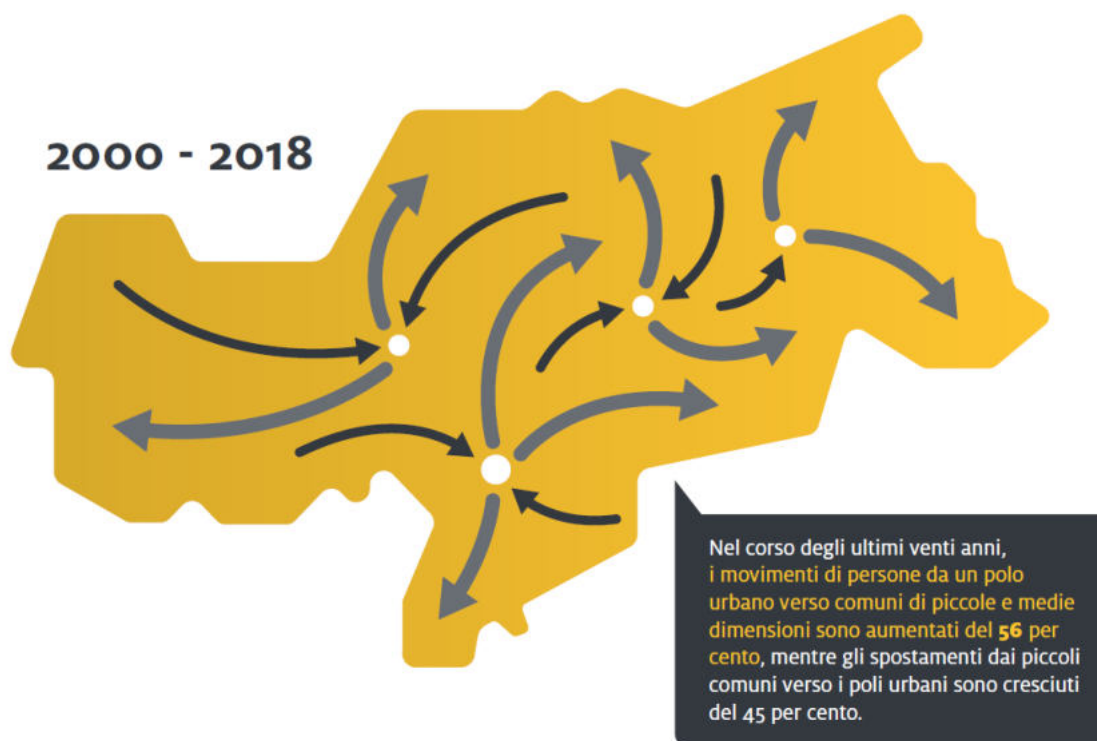 2000 - 2018
Nel corso degli ultimi venti anni,
i movimenti di persone da un polo
urbano verso comuni di piccole e medie
dimensioni sono aumentati del 56 per
cento, mentre gli spostamenti dai piccoli
comuni verso i poli urbani sono cresciuti
del 45 per cento.